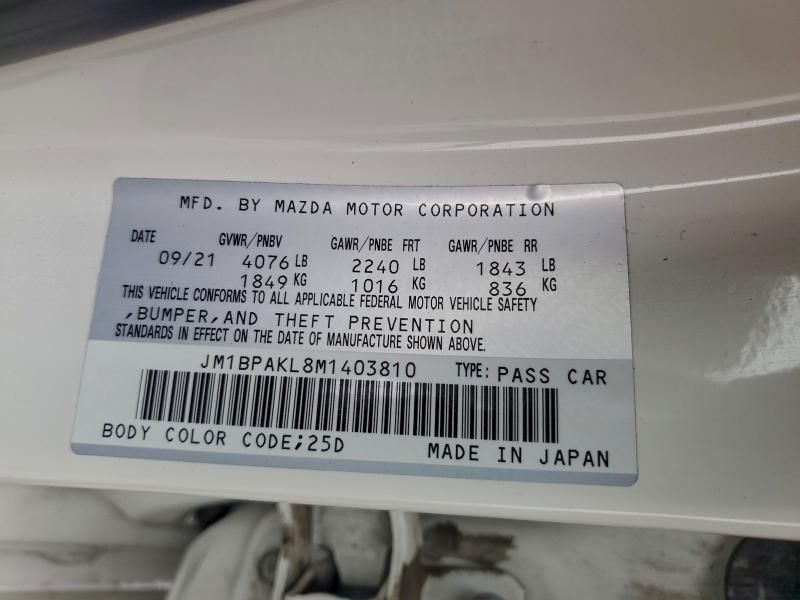 MFD. BY MAZDA MOTOR CORPORATION
DATE GVWR/PNBV GAWR/PNBE FRT GAWR/PNBE RR
09/21 4076 LB 2240 LB 1843 LB
1849 KG 1016 KG 836 KG
THIS VEHICLE CONFORMS TO ALL APPLICABLE FEDERAL MOTOR VEHICLE SAFETY
,BUMPER,AND THEFT PREVENTION
STANDARDS IN EFFECT ON THE DATE OF MANUFACTURE SHOWN ABOVE.
JM1BPAKL8M1403810 TYPE: PASS CAR
BODY COLOR CODE;25D MADE IN JAPAN